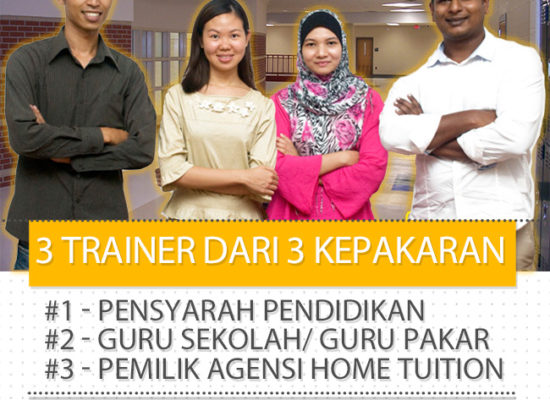 3 TRAINER DARI 3 KEPAKARAN
#1 - PENSYARAH PENDIDIKAN
#2 - GURU SEKOLAH/ GURU PAKAR
#3 - PEMILIK AGENSI HOME TUITION